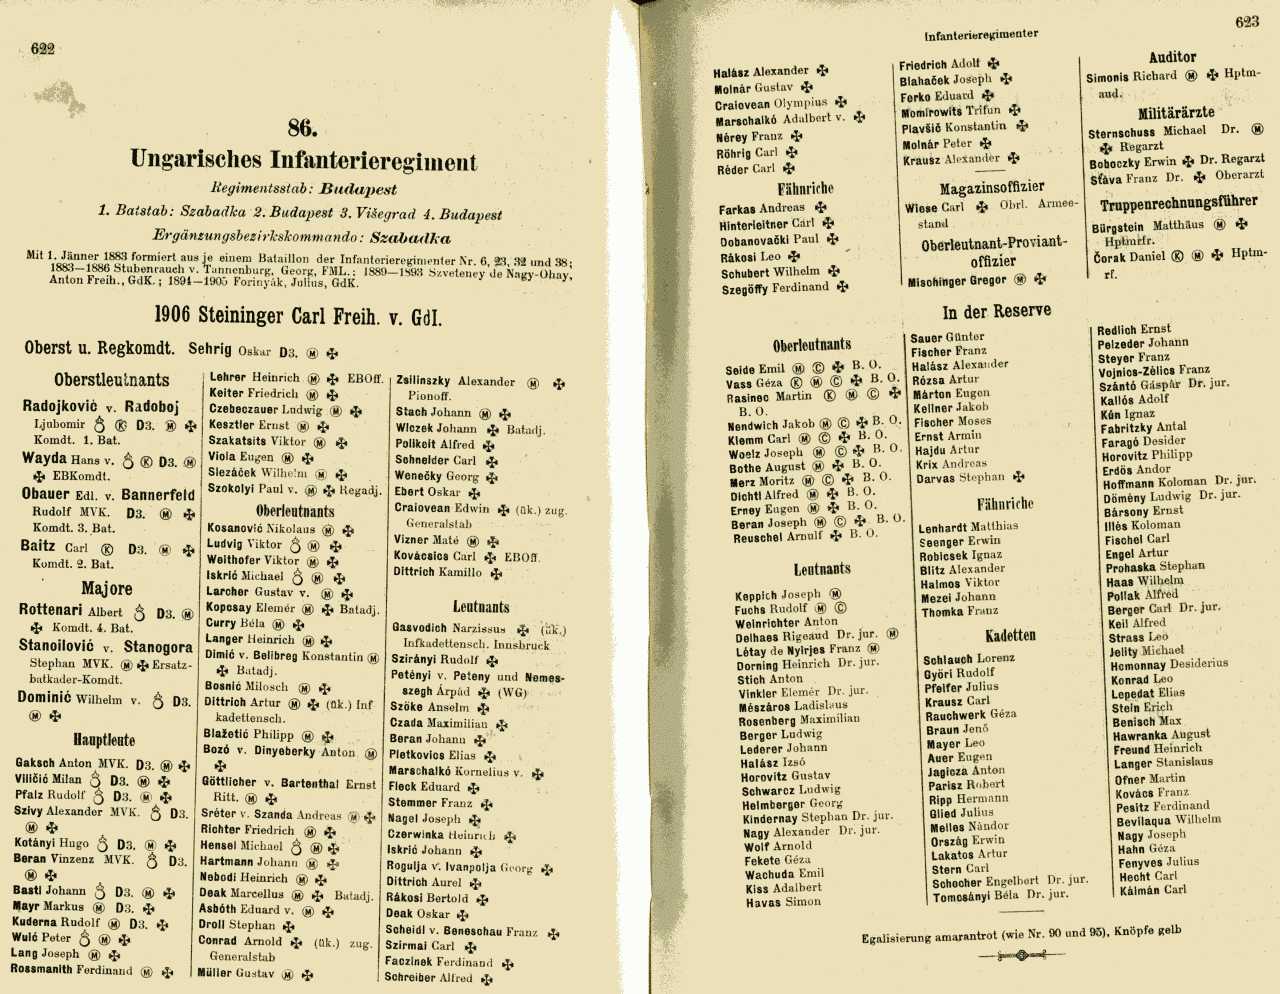 622
86.
Ungarisches Infanterieregiment
Regimentsstab: Budapest
1. Batstab: Szabadka 2. Budapest 3. Višegrad 4. Budapest
Ergänzungsbezirkskommando: Szabadka
Mit 1. Jänner 1883 formiert aus je einem Bataillon der Infanterieregimenter Nr. 6, 23, 32 und 38;
1883—1886 Stubenrauch v. Tannenburg, Georg, FML.; 1889—1893 Szveteney de Nagy-Ohay,
Anton Freih., GdK.; 1894—1905 Forinyák, Julius, GdK.
1906 Steininger Carl Freih. v. GdI.
Oberst u. Regkomdt. Sehrig Oskar D3. Ⓜ ✠
Oberstleutnants
Radojković v. Radoboj
Ljubomir Ⓚ D3. Ⓜ ✠
Komdt. 1. Bat.
Wayda Hans v. Ⓚ D3. Ⓜ
✠ EBKomdt.
Obauer Edl. v. Bannerfeld
Rudolf MVK. D3. Ⓜ ✠
Komdt. 3. Bat.
Baitz Carl Ⓚ D3. Ⓜ ✠
Komdt. 2. Bat.
Majore
Rottenari Albert D3. Ⓜ
✠ Komdt. 4. Bat.
Stanoilović v. Stanogora
Stephan MVK. Ⓜ ✠ Ersatz-
batkader-Komdt.
Dominić Wilhelm v. D3.
Ⓜ ✠
Hauptleute
Gaksch Anton MVK. D3. Ⓜ ✠
Viličić Milan D3. Ⓜ ✠
Pfalz Rudolf D3. Ⓜ ✠
Szivy Alexander MVK. D3.
Ⓜ ✠
Kotányi Hugo D3. Ⓜ ✠
Beran Vinzenz MVK. D3.
Ⓜ ✠
Bastl Johann D3. Ⓜ ✠
Mayr Markus Ⓜ D3. ✠
Kuderna Rudolf Ⓜ D3. ✠
Wuić Peter Ⓜ ✠
Lang Joseph Ⓜ ✠
Rossmanith Ferdinand Ⓜ ✠
Lehrer Heinrich Ⓜ ✠ EBOff.
Keiter Friedrich Ⓜ ✠
Czebeczauer Ludwig Ⓜ ✠
Kesztler Ernst Ⓜ ✠
Szakatsits Viktor Ⓜ ✠
Viola Eugen Ⓜ ✠
Slezáček Wilhelm Ⓜ ✠
Szokolyi Paul v. Ⓜ ✠ Regadj.
Oberleutnants
Kosanović Nikolaus Ⓜ ✠
Ludvig Viktor Ⓜ ✠
Weithofer Viktor Ⓜ ✠
Iskrić Michael Ⓜ ✠
Larcher Gustav v. Ⓜ ✠
Kopcsay Elemér Ⓜ ✠ Batadj.
Curry Béla Ⓜ ✠
Langer Heinrich Ⓜ ✠
Dimić v. Belibreg Konstantin Ⓜ
✠ Batadj.
Bosnić Milosch Ⓜ ✠
Dittrich Artur Ⓜ ✠ (ük.) Inf
kadettensch.
Blažetić Philipp Ⓜ ✠
Bozó v. Dinyeberky Anton Ⓜ
✠
Göttlicher v. Bartenthal Ernst
Ritt. Ⓜ ✠
Sréter v. Szanda Andreas Ⓜ ✠
Richter Friedrich Ⓜ ✠
Hensel Michael Ⓜ ✠
Hartmann Johann Ⓜ ✠
Nebodi Heinrich Ⓜ ✠
Deak Marcellus Ⓜ ✠ Batadj.
Asbóth Eduard v. Ⓜ ✠
Droll Stephan ✠
Conrad Arnold ✠ (ük.) zug.
Generalstab
Müller Gustav Ⓜ ✠
Zsilinszky Alexander Ⓜ ✠
Pionoff.
Stach Johann Ⓜ ✠
Wlczek Johann ✠ Batadj.
Polikeit Alfred ✠
Schneider Carl ✠
Wenečky Georg ✠
Ebert Oskar ✠
Craiovean Edwin ✠ (ük.) zug.
Generalstab
Vizner Maté Ⓜ ✠
Kovácsics Carl ✠ EBOff.
Dittrich Kamillo ✠
Leutnants
Gasvodich Narzissus ✠ (ük.)
Infkadettensch. Innsbruck
Szirányi Rudolf ✠
Petényi v. Peteny und Nemes-
szegh Árpád ✠ (WG)
Szöke Anselm ✠
Czada Maximilian ✠
Beran Johann ✠
Pletkovics Elias ✠
Marschalkó Kornelius v. ✠
Fleck Eduard ✠
Stemmer Franz ✠
Nagel Joseph ✠
Czerwinka Heinrich ✠
Iskrić Johann ✠
Rogulja v. Ivanpolja Georg ✠
Dittrich Aurel ✠
Rákosi Bertold ✠
Deak Oskar ✠
Scheidl v. Beneschau Franz ✠
Szirmai Carl ✠
Faczinek Ferdinand ✠
Schreiber Alfred ✠
Infanterieregimenter
623
Halász Alexander ✠
Molnár Gustav ✠
Craiovean Olympius ✠
Marschalkó Adalbert v. ✠
Nérey Franz ✠
Röhrig Carl ✠
Réder Carl ✠
Fähnriche
Farkas Andreas ✠
Hinterleitner Carl ✠
Dobanovački Paul ✠
Rákosi Leo ✠
Schubert Wilhelm ✠
Szegöffy Ferdinand ✠
Friedrich Adolf ✠
Blahaček Joseph ✠
Ferko Eduard ✠
Momirowits Trifun ✠
Plavšić Konstantin ✠
Molnár Peter ✠
Krausz Alexander ✠
Magazinsoffizier
Wiese Carl ✠ Obrl. Armee-
stand
Oberleutnant-Proviant-
offizier
Mischinger Gregor Ⓜ ✠
Auditor
Simonis Richard Ⓜ ✠ Hptm-
aud.
Militärärzte
Sternschuss Michael Dr. Ⓜ
✠ Regarzt
Boboczky Erwin ✠ Dr. Regarzt
Sťáva Franz Dr. ✠ Oberarzt
Truppenrechnungsführer
Bürgstein Matthäus Ⓜ ✠
Hptmrfr.
Čorak Daniel Ⓚ Ⓜ ✠ Hptm-
rf.
In der Reserve
Oberleutnants
Seide Emil Ⓜ Ⓒ ✠ B. O.
Vass Géza Ⓚ Ⓜ Ⓒ ✠ B. O.
Rasinec Martin Ⓚ Ⓜ Ⓒ ✠
B. O.
Nendwich Jakob Ⓜ Ⓒ ✠ B. O.
Klemm Carl Ⓜ Ⓒ ✠ B. O.
Woelz Joseph Ⓜ Ⓒ ✠ B. O.
Bothe August Ⓜ ✠ B. O.
Merz Moritz Ⓜ Ⓒ ✠ B. O.
Dichtl Alfred Ⓜ ✠ B. O.
Erney Eugen Ⓜ ✠ B. O.
Beran Joseph Ⓜ Ⓒ ✠ B. O.
Reuschel Arnulf ✠ B. O.
Leutnants
Keppich Joseph Ⓜ
Fuchs Rudolf Ⓜ Ⓒ
Weinrichter Anton
Delhaes Rigeaud Dr. jur. Ⓜ
Létay de Nyirjes Franz Ⓜ
Dorning Heinrich Dr. jur.
Stich Anton
Vinkler Elemér Dr. jur.
Mészáros Ladislaus
Rosenberg Maximilian
Berger Ludwig
Lederer Johann
Halász Izsó
Horovitz Gustav
Schwarcz Ludwig
Helmberger Georg
Kindernay Stephan Dr. jur.
Nagy Alexander Dr. jur.
Wolf Arnold
Fekete Géza
Wachuda Emil
Kiss Adalbert
Havas Simon
Sauer Günter
Fischer Franz
Halász Alexander
Rózsa Artur
Márton Eugen
Kellner Jakob
Fischer Moses
Ernst Armin
Hajdu Artur
Krix Andreas
Darvas Stephan ✠
Fähnriche
Lenhardt Matthias
Seenger Erwin
Robicsek Ignaz
Blitz Alexander
Halmos Viktor
Mezei Johann
Thomka Franz
Kadetten
Schlauch Lorenz
Györi Rudolf
Pfeifer Julius
Krausz Carl
Rauchwerk Géza
Braun Jenő
Mayer Leo
Auer Eugen
Jagicza Anton
Parisz Robert
Ripp Hermann
Glied Julius
Melles Nándor
Ország Erwin
Lakatos Artur
Stern Carl
Schocher Engelbert Dr. jur.
Tomcsányi Béla Dr. jur.
Redlich Ernst
Pelzeder Johann
Steyer Franz
Vojnics-Zélics Franz
Szántó Gáspár Dr. jur.
Kallós Adolf
Kún Ignaz
Fabritzky Antal
Faragó Desider
Horovitz Philipp
Erdös Andor
Hoffmann Koloman Dr. jur.
Dömény Ludwig Dr. jur.
Bársony Ernst
Illés Koloman
Fischel Carl
Engel Artur
Prohaska Stephan
Haas Wilhelm
Pollak Alfred
Berger Carl Dr. jur.
Keil Alfred
Strass Leo
Jelity Michael
Homonnay Desiderius
Konrad Leo
Lepedat Elias
Stein Erich
Benisch Max
Hawranka August
Freund Heinrich
Langer Stanislaus
Ofner Martin
Kovács Franz
Pesitz Ferdinand
Bevilaqua Wilhelm
Nagy Joseph
Hahn Géza
Fenyves Julius
Hecht Carl
Kálmán Carl
Egalisierung amarantrot (wie Nr. 90 und 95), Knöpfe gelb